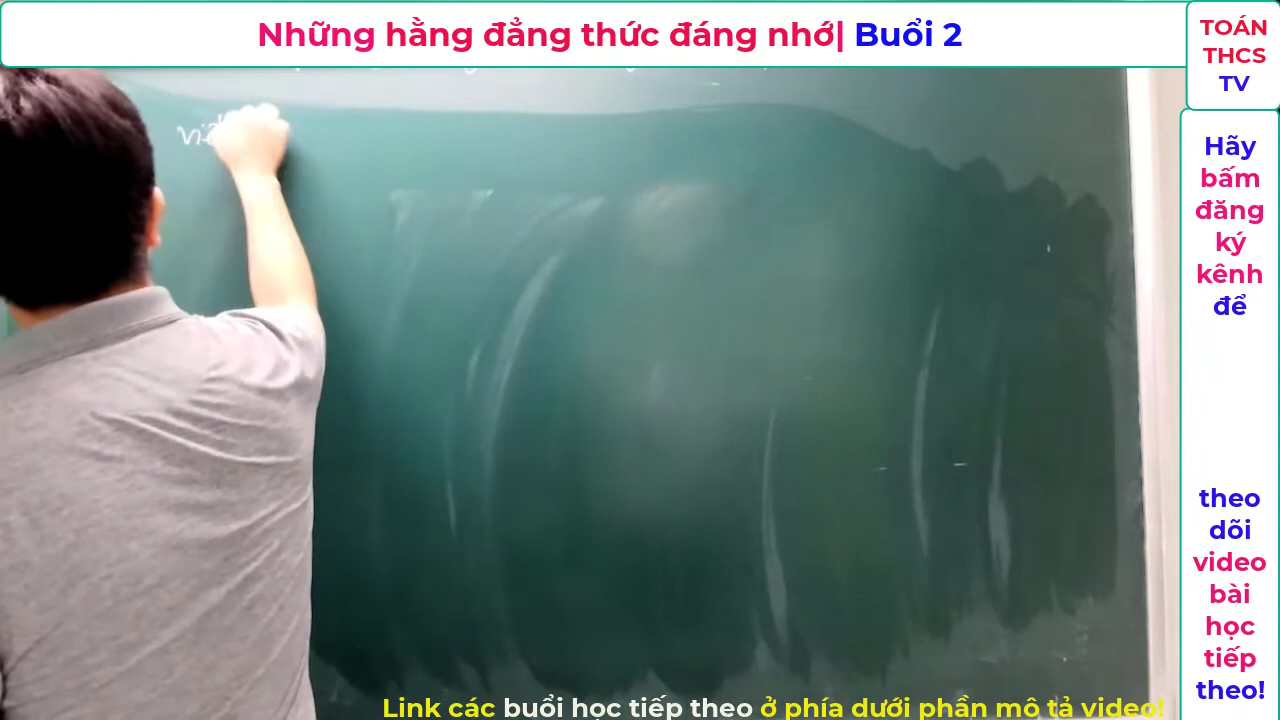 Những hằng đẳng thức đáng nhớ| Buổi 2
TOÁN
THCS
TV
Hãy
bấm
đăng
ký
kênh
để
theo
dõi
video
bài
học
tiếp
theo!
Link các buổi học tiếp theo ở phía dưới phần mô tả video!